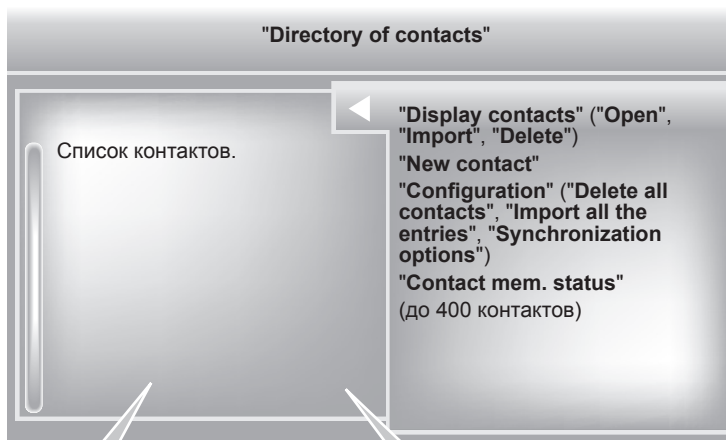 "Directory of contacts"
Список контактов.
"Display contacts" ("Open",
"Import", "Delete")
"New contact"
"Configuration" ("Delete all
contacts", "Import all the
entries", "Synchronization
options")
"Contact mem. status"
(до 400 контактов)